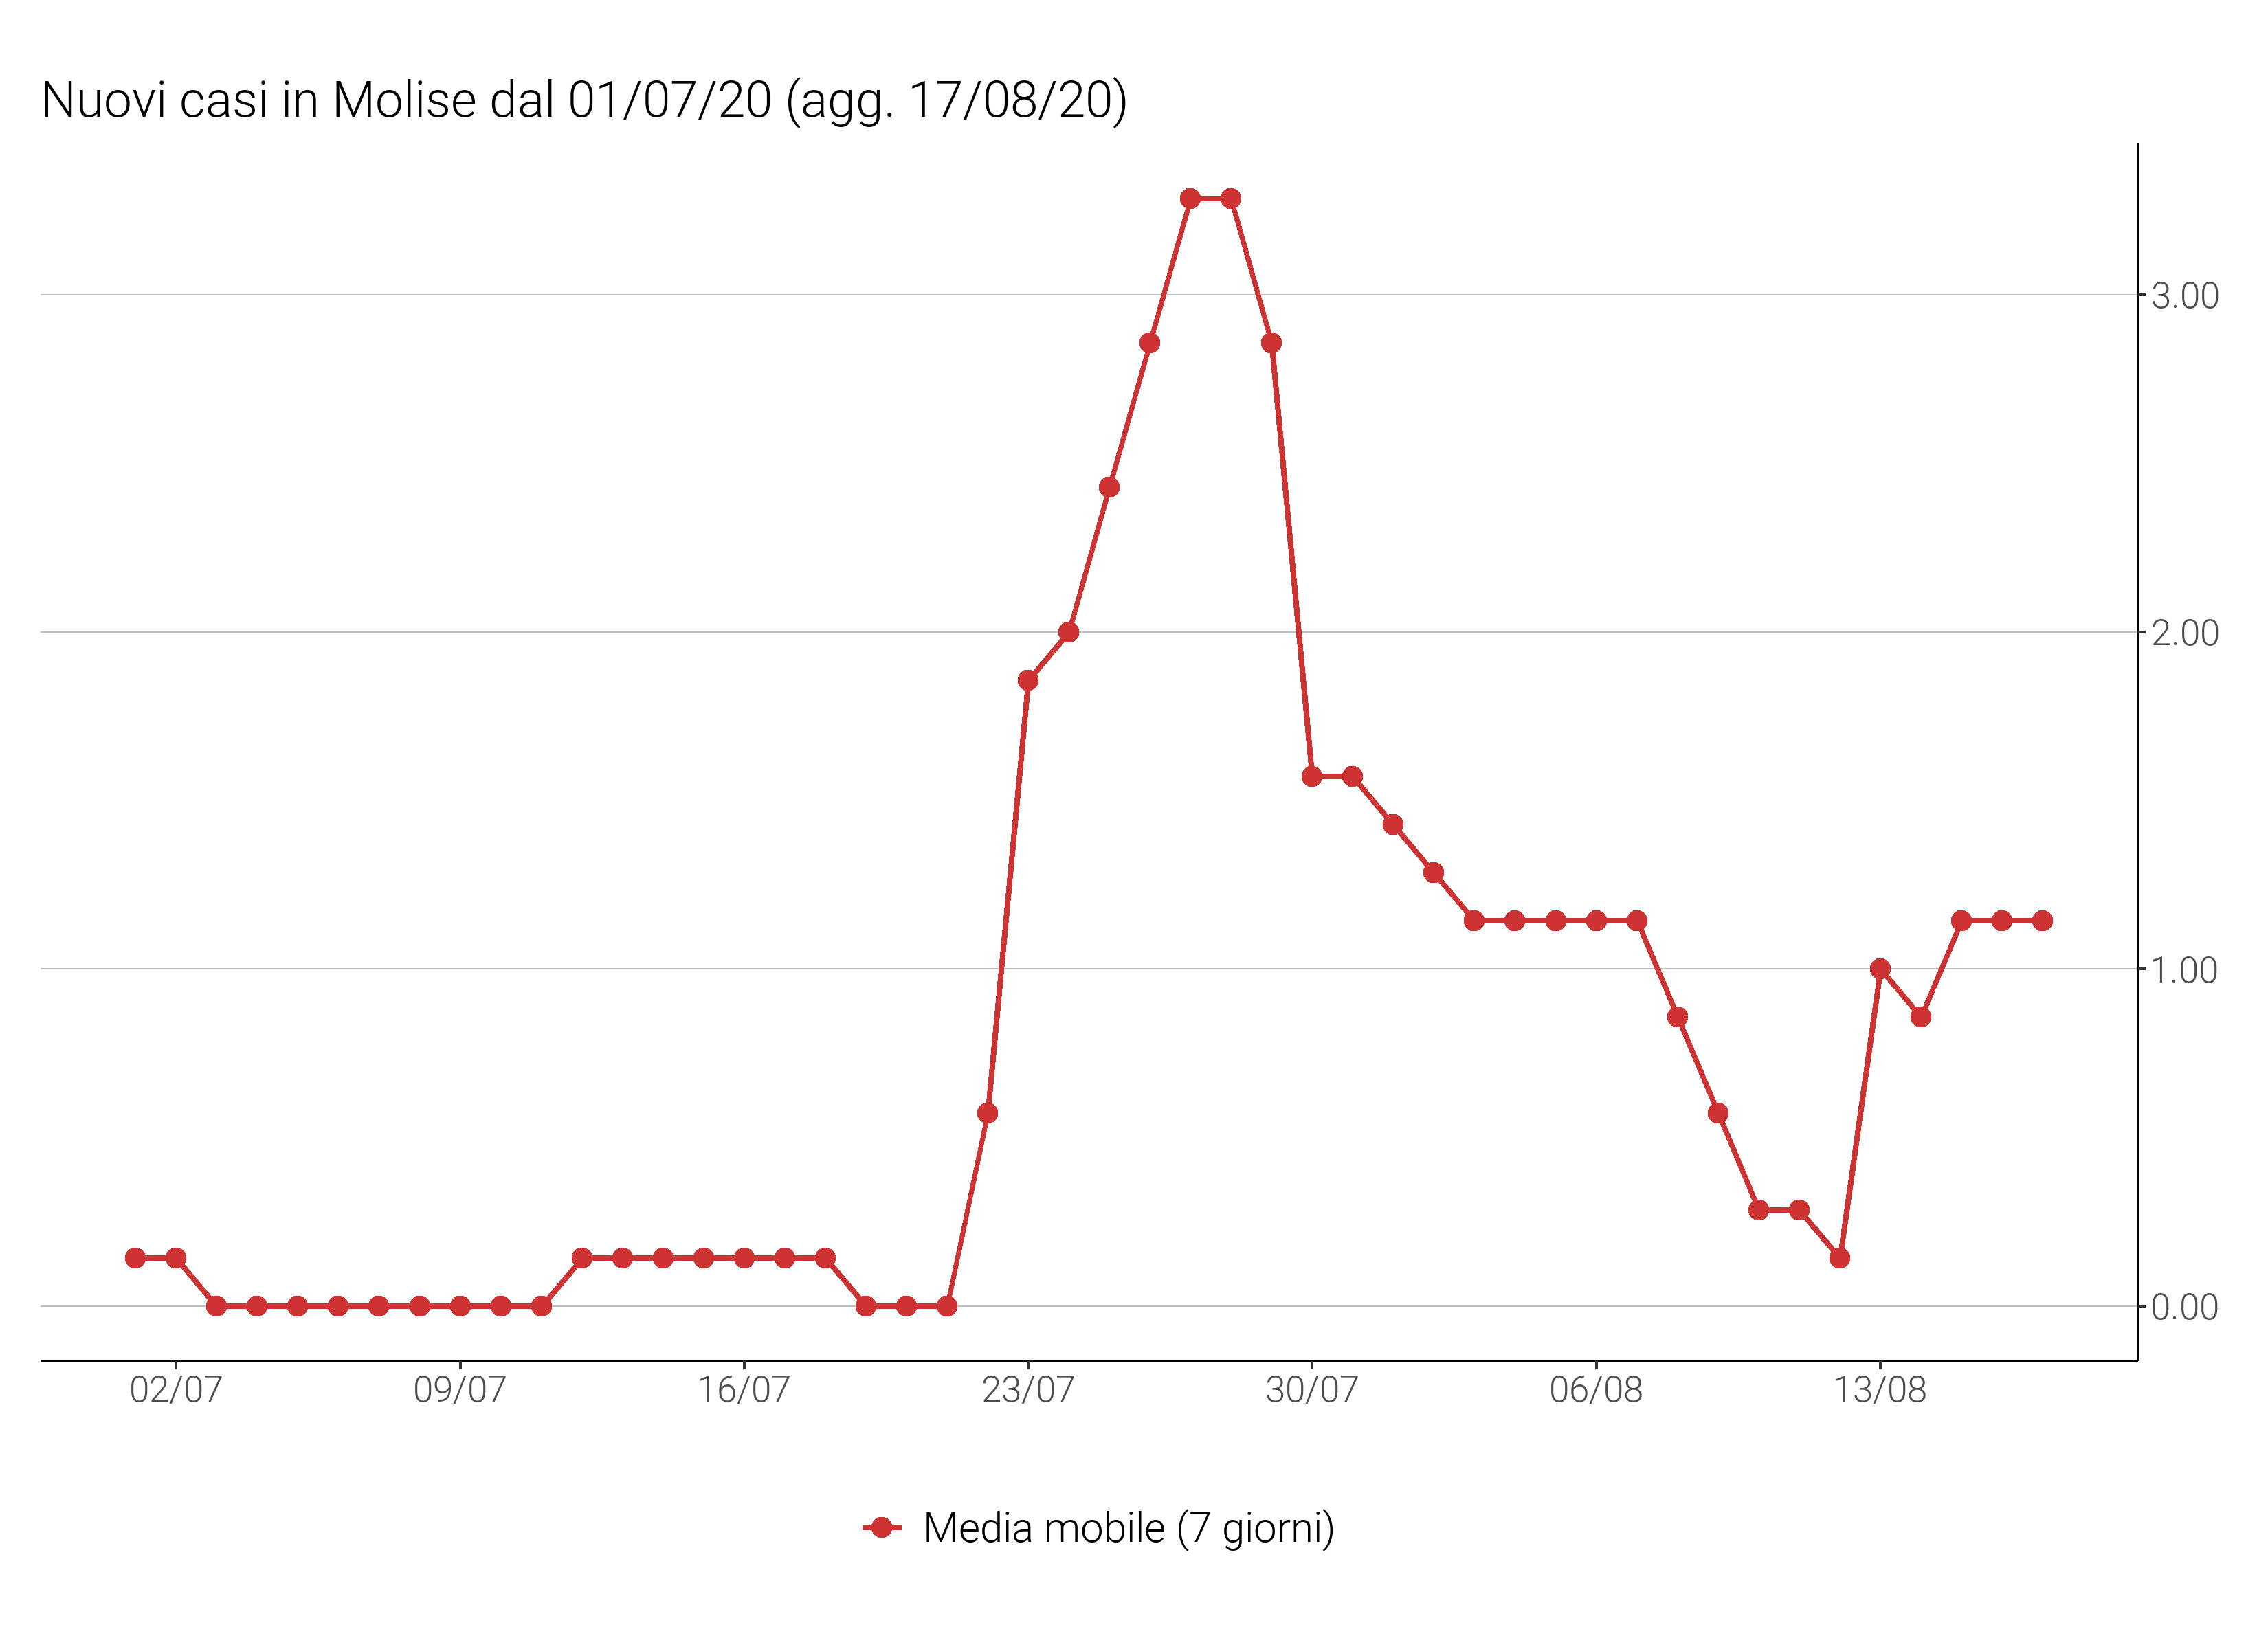 Nuovi casi in Molise dal 01/07/20 (agg. 17/08/20)
3.00
2.00
1.00
0.00
02/07 09/07 16/07 23/07 30/07 06/08 13/08
Media mobile (7 giorni)